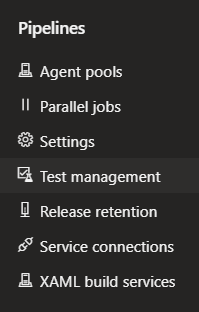 Pipelines
Agent pools
Parallel jobs
Settings
Test management
Release retention
Service connections
XAML build services